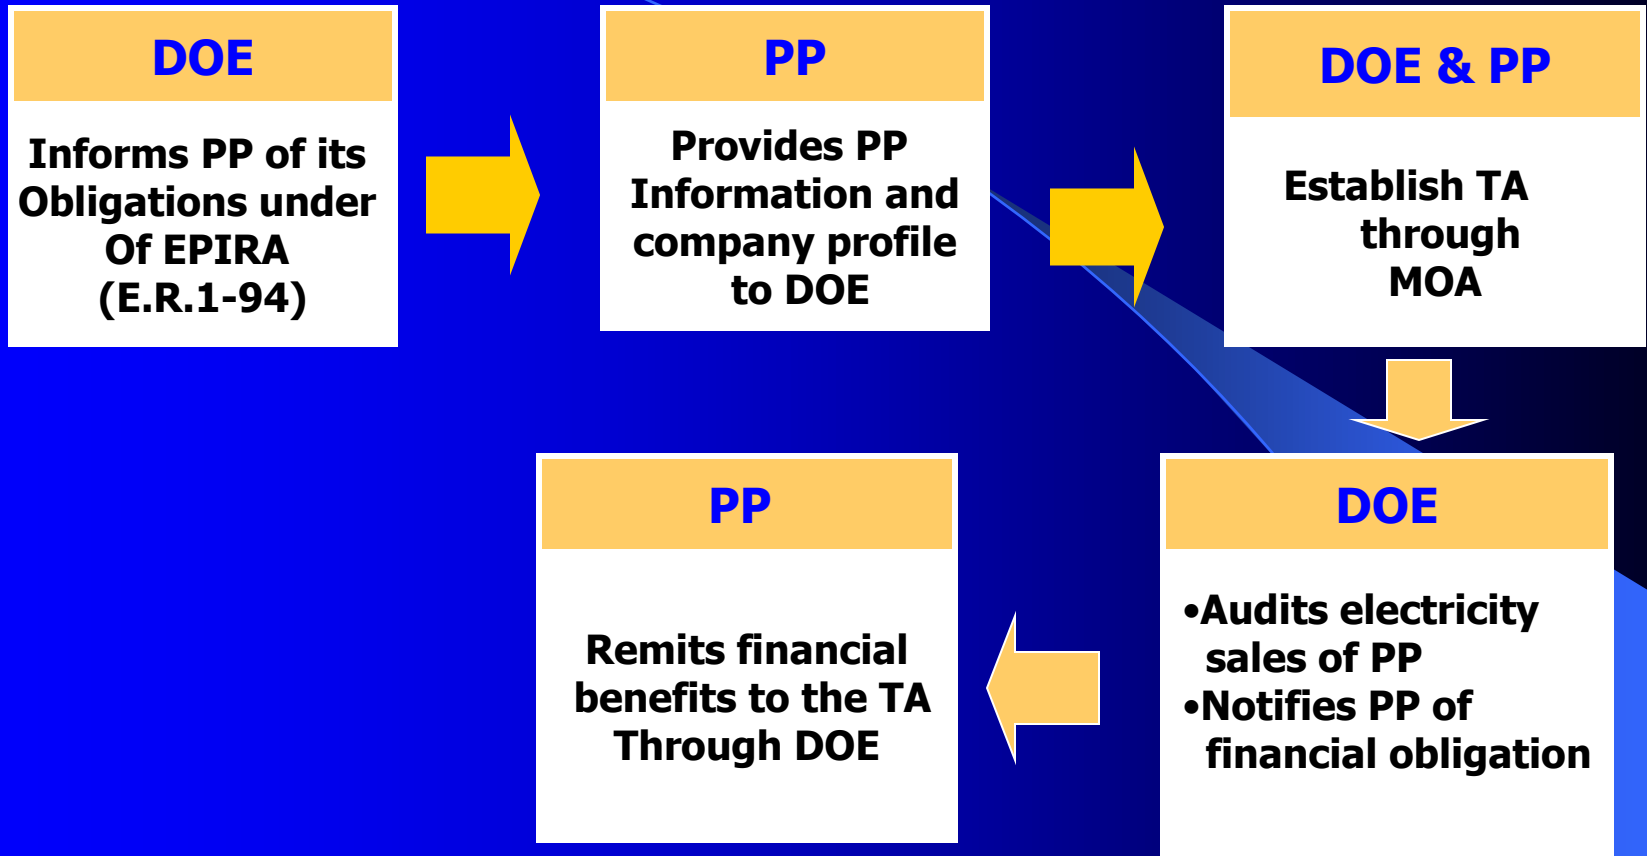 DOE
Informs PP of its
Obligations under
Of EPIRA
(E.R.1-94)
PP
Provides PP
Information and
company profile
to DOE
DOE & PP
Establish TA
through
MOA
DOE
•Audits electricity
sales of PP
•Notifies PP of
financial obligation
PP
Remits financial
benefits to the TA
Through DOE